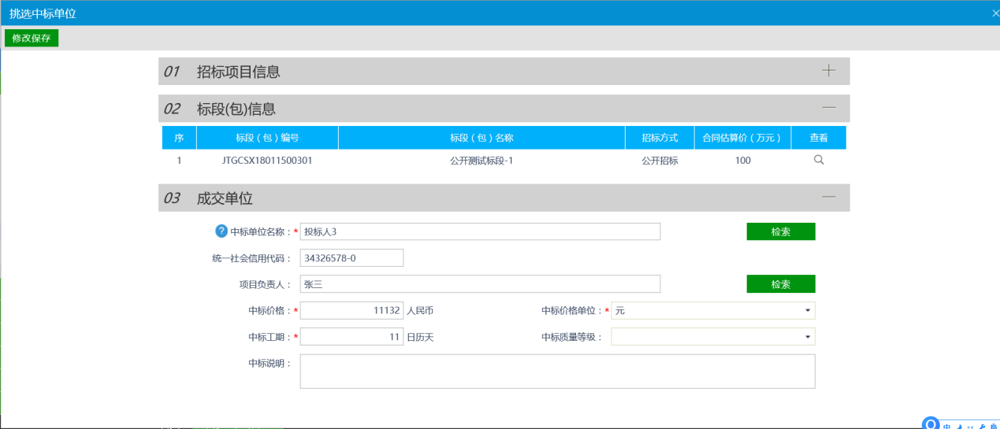 挑选中标单位
修改保存
01 招标项目信息
02 标段(包)信息
序 标段（包）编号 标段（包）名称 招标方式 合同估算价（万元） 查看
1 JTGCSX18011500301 公开测试标段-1 公开招标 100
03 成交单位
? 中标单位名称：* 投标人3 检索
统一社会信用代码： 34326578-0
项目负责人： 张三 检索
中标价格：* 11132 人民币 中标价格单位：* 元
中标工期：* 11 日历天 中标质量等级：
中标说明：
中